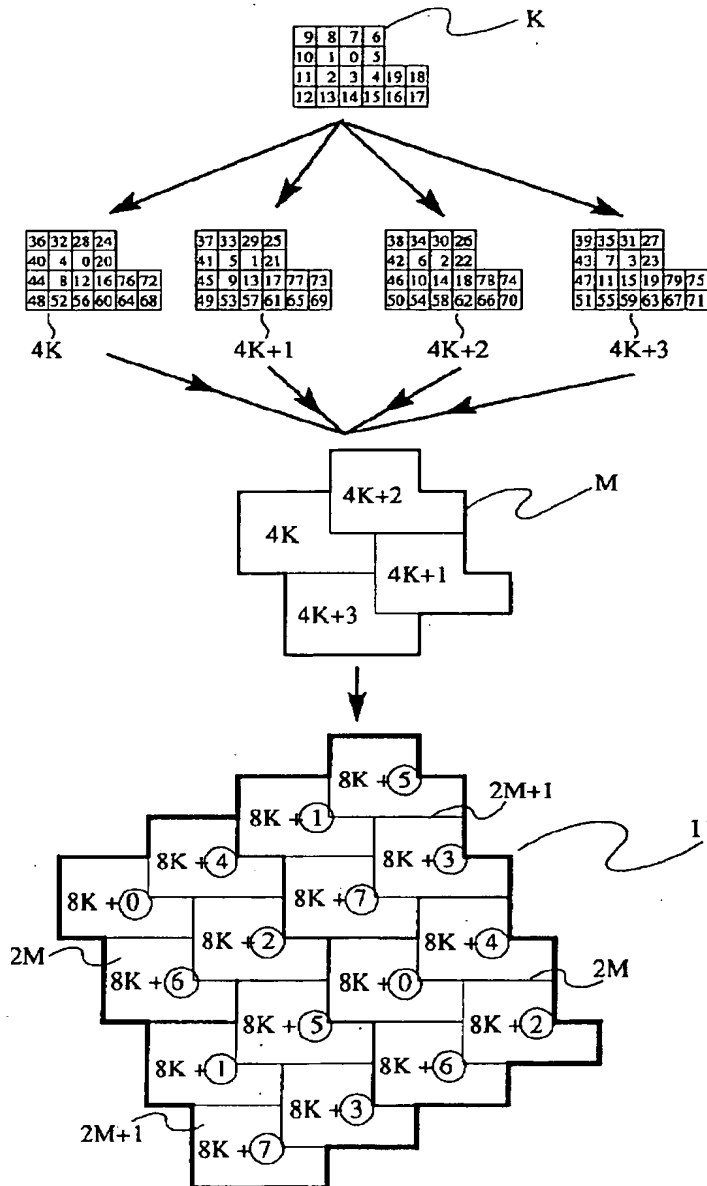 K
9 8 7 6
10 1 0 5
11 2 3 4 19 18
12 13 14 15 16 17
36 32 28 24
40 4 0 20
44 8 12 16 76 72
48 52 56 60 64 68
4K
37 33 29 25
41 5 1 21
45 9 13 17 77 73
49 53 57 61 65 69
4K+1
38 34 30 26
42 6 2 22
46 10 14 18 78 74
50 54 58 62 66 70
4K+2
39 35 31 27
43 7 3 23
47 11 15 19 79 75
51 55 59 63 67 71
4K+3
M
4K+2
4K
4K+1
4K+3
8K + 5
2M+1
8K + 1
1
8K + 4
8K + 3
8K + 0
8K + 7
8K + 2
8K + 4
2M
8K + 6
8K + 0
2M
8K + 5
8K + 2
8K + 1
8K + 6
8K + 3
2M+1
8K + 7